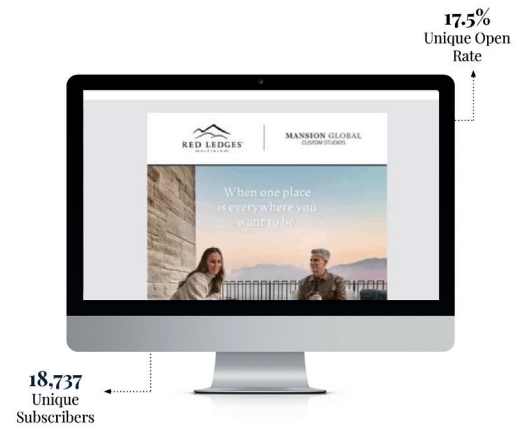 17.5%
Unique Open
Rate
RED LEDGES
MANSION GLOBAL
CUSTOM STUDIOS
When one place
is everywhere you
want to be.
18,737
Unique
Subscribers